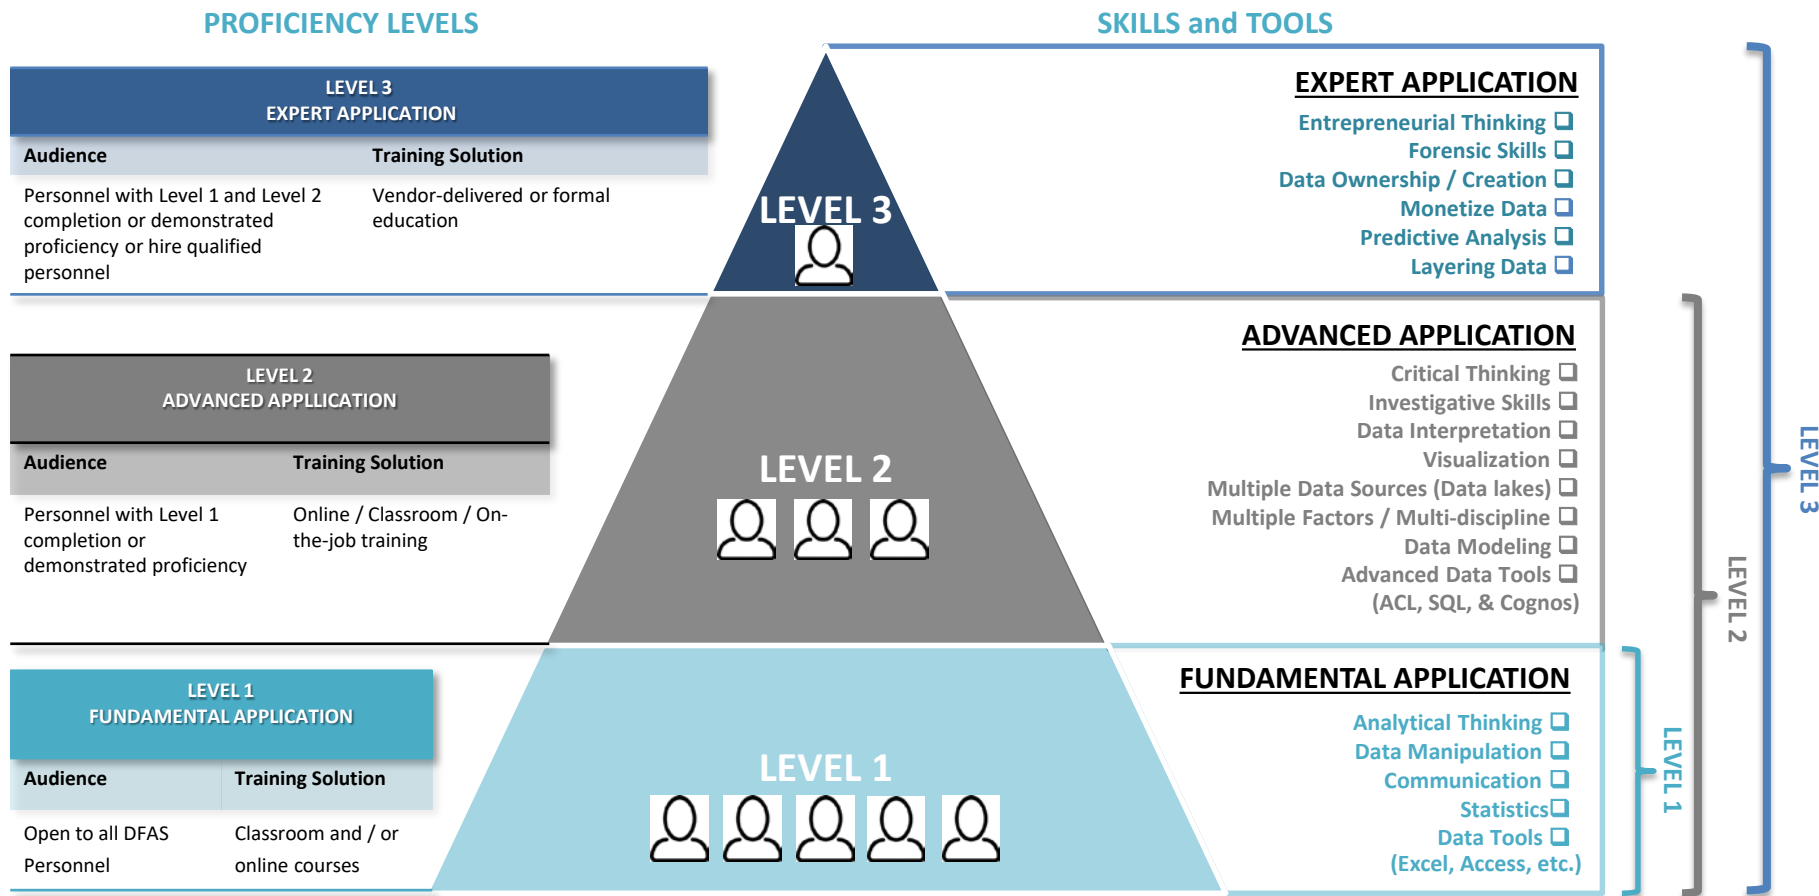 PROFICIENCY LEVELS
SKILLS and TOOLS
LEVEL 3
EXPERT APPLICATION
Audience
Training Solution
Personnel with Level 1 and Level 2
completion or demonstrated
proficiency or hire qualified
personnel
Vendor-delivered or formal
education
LEVEL 3
EXPERT APPLICATION
Entrepreneurial Thinking
Forensic Skills
Data Ownership / Creation
Monetize Data
Predictive Analysis
Layering Data
LEVEL 2
ADVANCED APPLLICATION
Audience
Training Solution
Personnel with Level 1
completion or
demonstrated proficiency
Online / Classroom / On-
the-job training
LEVEL 2
ADVANCED APPLICATION
Critical Thinking
Investigative Skills
Data Interpretation
Visualization
Multiple Data Sources (Data lakes)
Multiple Factors / Multi-discipline
Data Modeling
Advanced Data Tools
(ACL, SQL, & Cognos)
LEVEL 1
FUNDAMENTAL APPLICATION
Audience
Training Solution
Open to all DFAS
Personnel
Classroom and / or
online courses
LEVEL 1
FUNDAMENTAL APPLICATION
Analytical Thinking
Data Manipulation
Communication
Statistics
Data Tools
(Excel, Access, etc.)
LEVEL 1
LEVEL 2
LEVEL 3